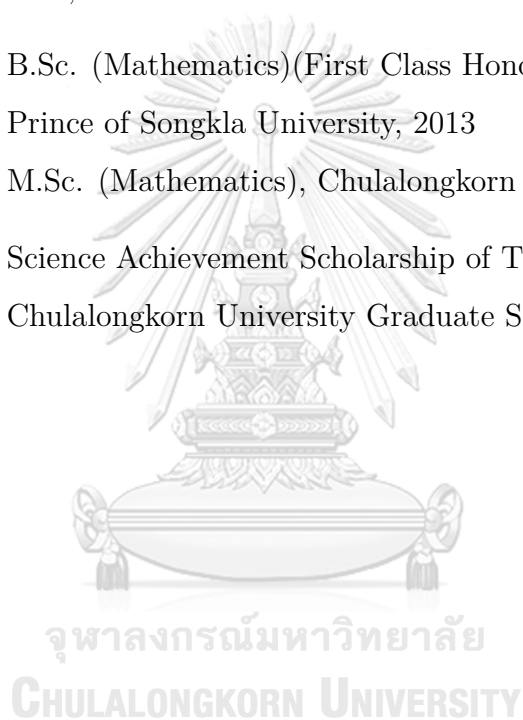 B.Sc. (Mathematics)(First Class Hono
Prince of Songkla University, 2013
M.Sc. (Mathematics), Chulalongkorn
Science Achievement Scholarship of T
Chulalongkorn University Graduate S
จุฬาลงกรณ์มหาวิทยาลัย
CHULALONGKORN UNIVERSITY